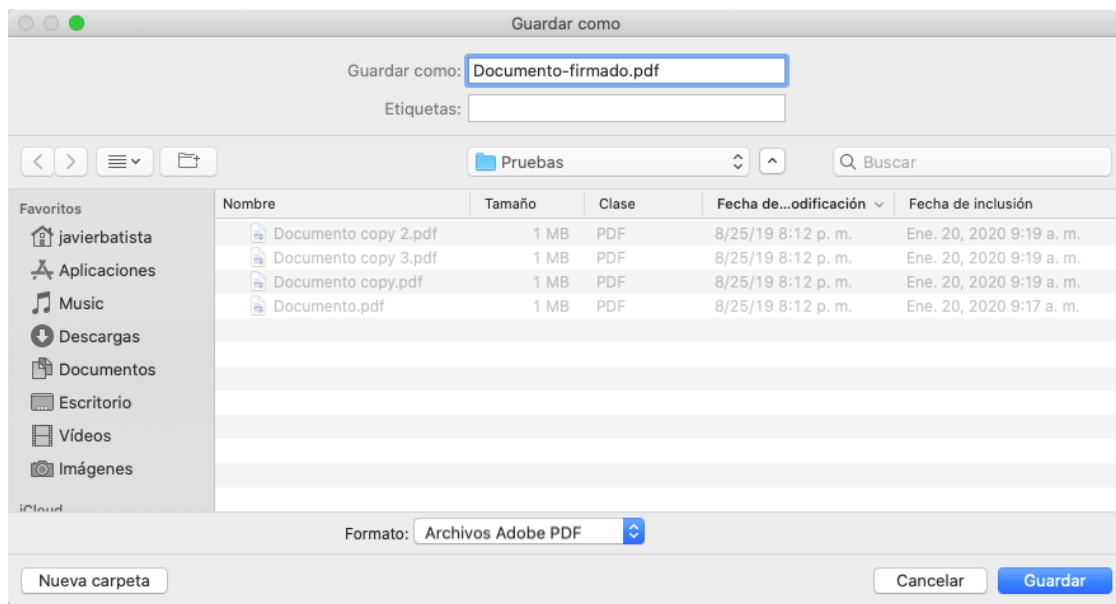 Guardar como
Guardar como: Documento-firmado.pdf
Etiquetas:
Pruebas
Buscar
Favoritos
javierbatista
Aplicaciones
Music
Descargas
Documentos
Escritorio
Vídeos
Imágenes
iCloud
Nombre Tamaño Clase Fecha de...odificación Fecha de inclusión
Documento copy 2.pdf 1 MB PDF 8/25/19 8:12 p. m. Ene. 20, 2020 9:19 a. m.
Documento copy 3.pdf 1 MB PDF 8/25/19 8:12 p. m. Ene. 20, 2020 9:19 a. m.
Documento copy.pdf 1 MB PDF 8/25/19 8:12 p. m. Ene. 20, 2020 9:19 a. m.
Documento.pdf 1 MB PDF 8/25/19 8:12 p. m. Ene. 20, 2020 9:17 a. m.
Formato: Archivos Adobe PDF
Nueva carpeta Cancelar Guardar